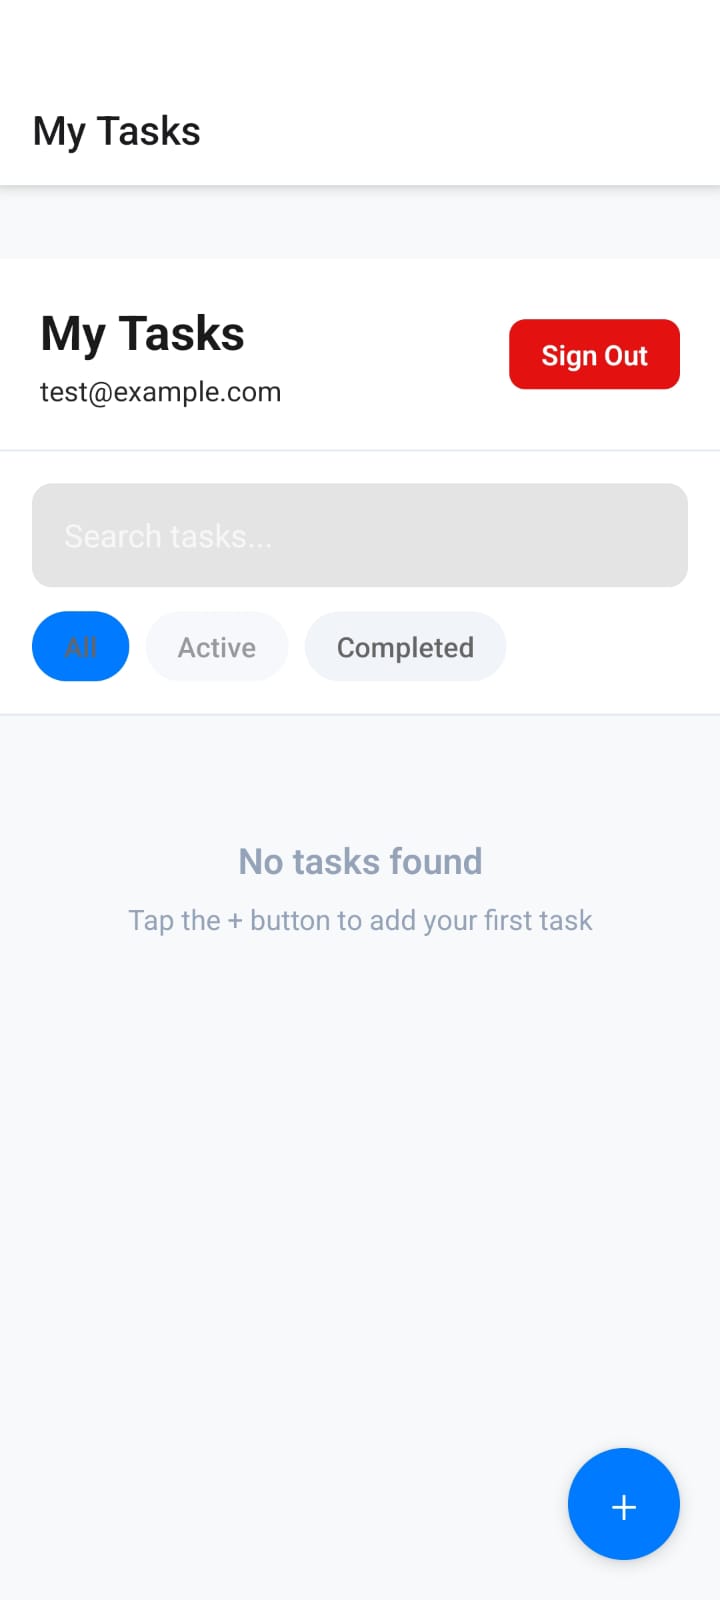 My Tasks
My Tasks
test@example.com
Sign Out
Search tasks...
All
Active
Completed
No tasks found
Tap the + button to add your first task
+